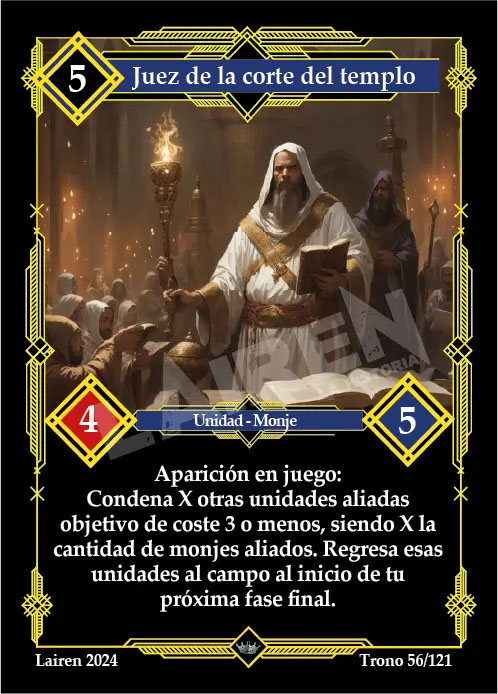 5
Juez de la corte del templo
LAIREN
4
Unidad - Monje
5
Aparición en juego:
Condena X otras unidades aliadas
objetivo de coste 3 o menos, siendo X la
cantidad de monjes aliados. Regresa esas
unidades al campo al inicio de tu
próxima fase final.
Lairen 2024
Trono 56/121